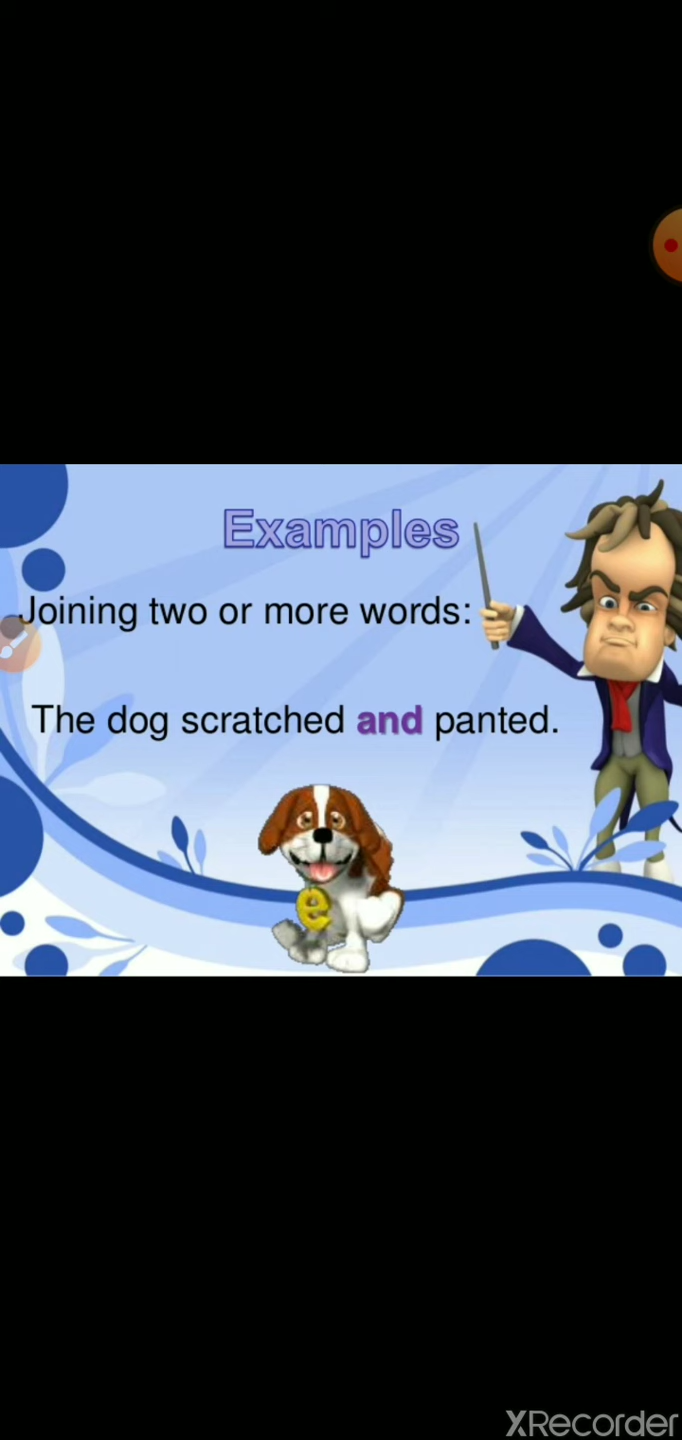 Examples
Joining two or more words:
The dog scratched and panted.
e
XRecorder